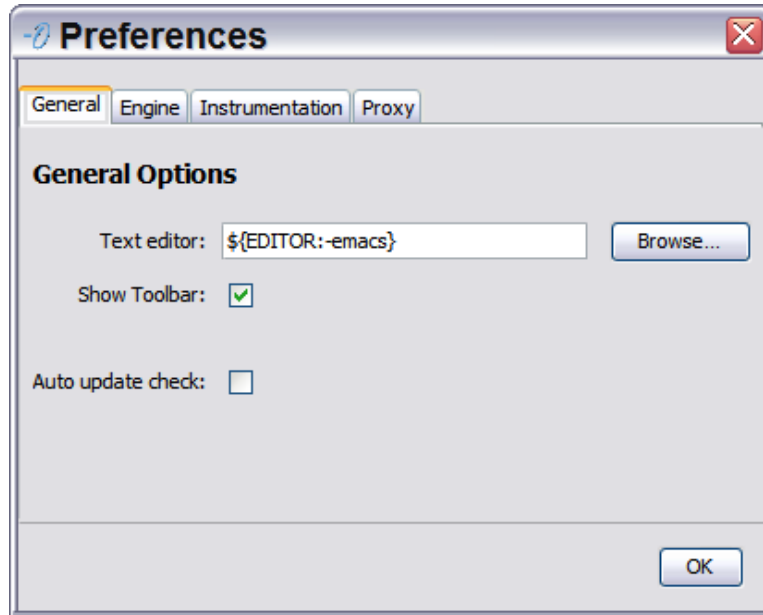 Preferences
General Engine Instrumentation Proxy
General Options
Text editor: ${EDITOR:-emacs} Browse...
Show Toolbar:
Auto update check:
OK